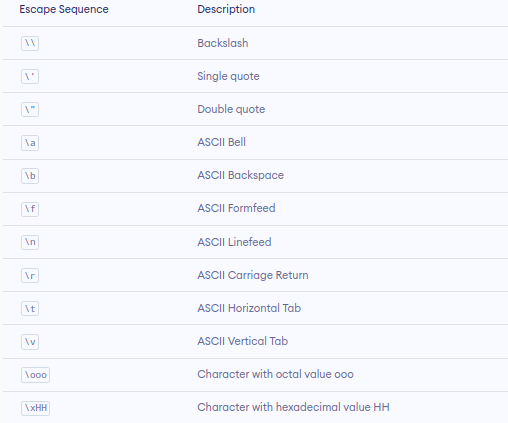 Escape Sequence Description
\\ Backslash
\' Single quote
\" Double quote
\a ASCII Bell
\b ASCII Backspace
\f ASCII Formfeed
\n ASCII Linefeed
\r ASCII Carriage Return
\t ASCII Horizontal Tab
\v ASCII Vertical Tab
\ooo Character with octal value ooo
\xHH Character with hexadecimal value HH